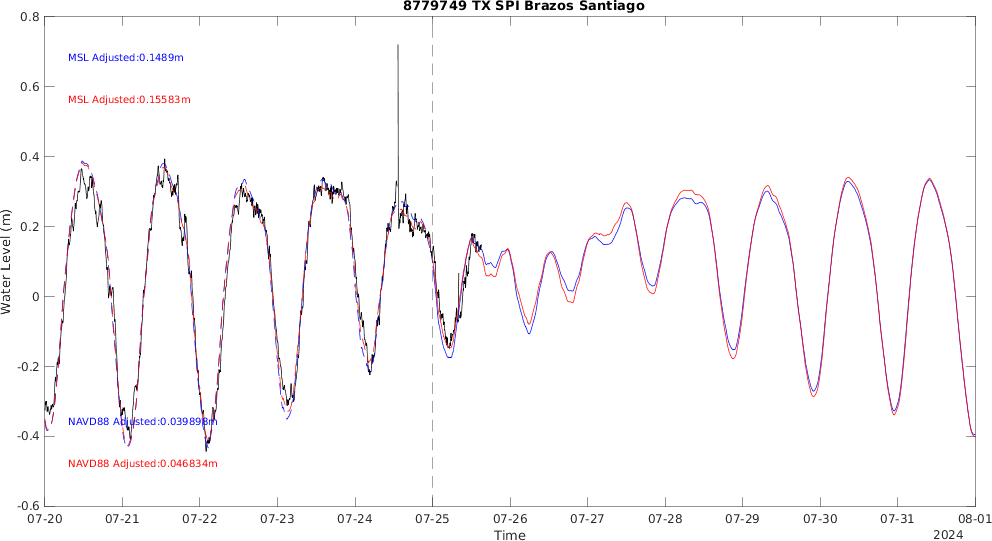 8779749 TX SPI Brazos Santiago
0.8
MSL Adjusted:0.1489m
0.6
MSL Adjusted:0.15583m
0.4
0.2
Water Level (m)
0
-0.2
NAVD88 Adjusted:0.039898m
-0.4
NAVD88 Adjusted:0.046834m
-0.6
07-20 07-21 07-22 07-23 07-24 07-25 07-26 07-27 07-28 07-29 07-30 07-31 08-01
Time
2024